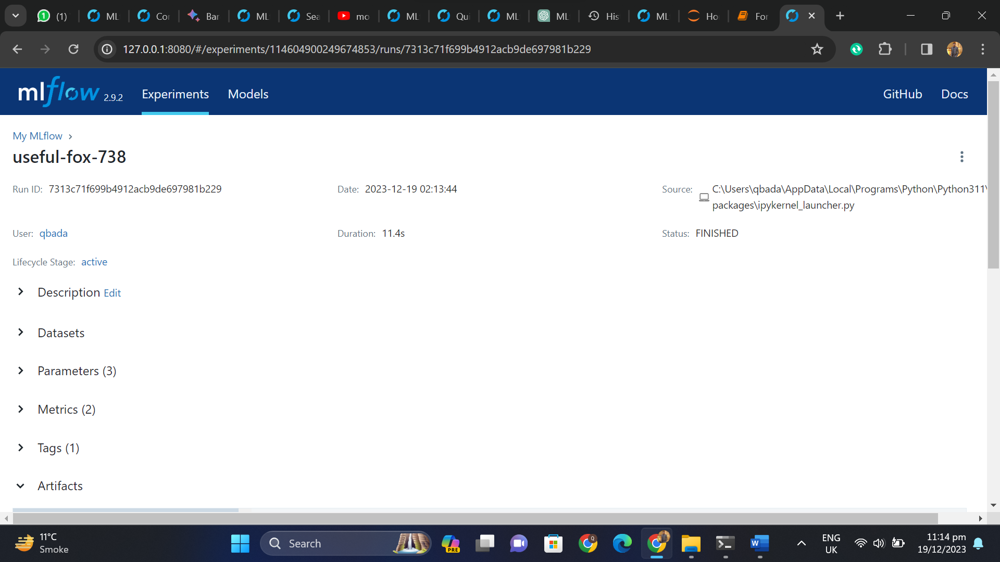 (1)
ML
Cor
Bar
ML
Sea
mo
ML
Qui
ML
ML
His
ML
Ho
For
127.0.0.1:8080/#/experiments/114604900249674853/runs/7313c71f699b4912acb9de697981b229
mlflow 2.9.2 Experiments Models GitHub Docs
My MLflow
useful-fox-738
Run ID: 7313c71f699b4912acb9de697981b229
Date: 2023-12-19 02:13:44
Source: C:\Users\qbada\AppData\Local\Programs\Python\Python311\
packages\ipykernel_launcher.py
User: qbada
Duration: 11.4s
Status: FINISHED
Lifecycle Stage: active
Description Edit
Datasets
Parameters (3)
Metrics (2)
Tags (1)
Artifacts
11°C
Smoke
Search
PRE
ENG
UK
11:14 pm
19/12/2023